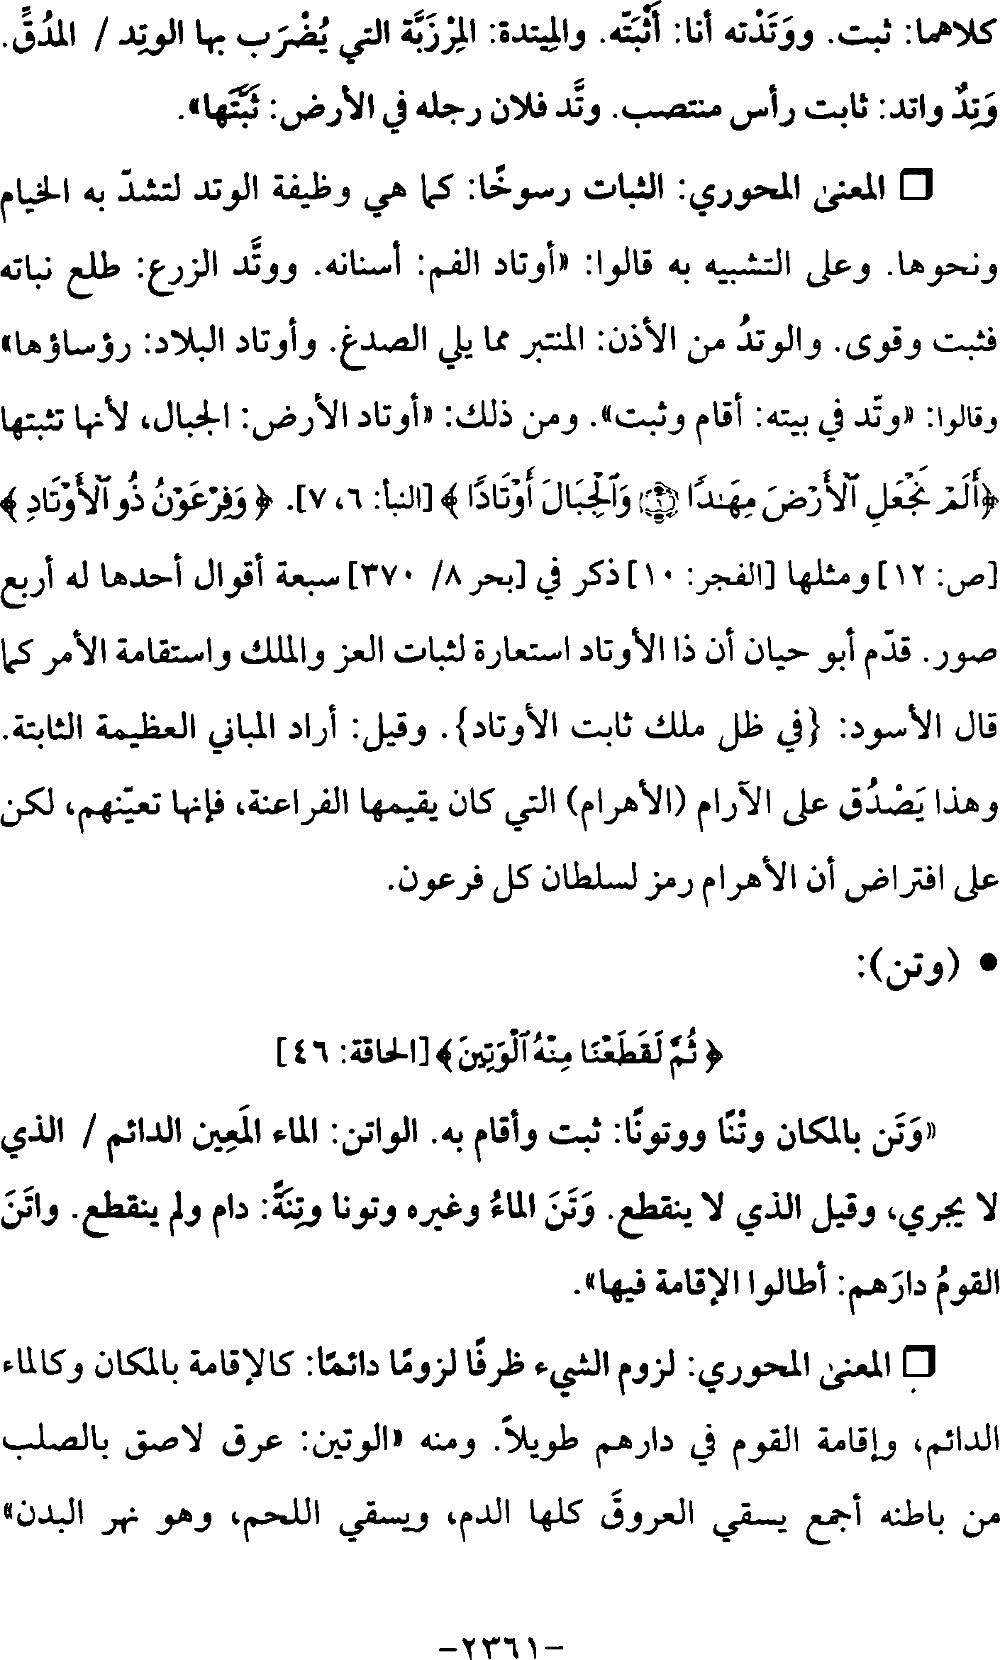 كلاهما: ثبت. ووَتَدْته أنا: أَثْبَتّه. والمِيتدة: المِرْزَبَّة التي يُضْرَب بها الوتِد / المدُقِّ.
وَتِدٌ واتد: ثابت رأس منتصب. وتَّد فلان رجله في الأرض: ثَبَّتَها».
❒ المعنىٰ المحوري: الثبات رسوخًا: كما هي وظيفة الوتد لتشدّ به الخيام
ونحوها. وعلى التشبيه به قالوا: «أوتاد الفم: أسنانه. ووتَّد الزرع: طلع نباته
فثبت وقوى. والوتدُ من الأذن: المنتبر مما يلي الصدغ. وأوتاد البلاد: رؤساؤها»
وقالوا: «وتّد في بيته: أقام وثبت». ومن ذلك: «أوتاد الأرض: الجبال، لأنها تثبتها
﴿أَلَمْ نَجْعَلِ ٱلْأَرْضَ مِهَـٰدًا ۝٦ وَٱلْجِبَالَ أَوْتَادًا﴾ [النبأ: ٦، ٧]. ﴿وَفِرْعَوْنُ ذُو ٱلْأَوْتَادِ﴾
[ص: ١٢] ومثلها [الفجر: ١٠] ذكر في [بحر ٨/ ٣٧٠] سبعة أقوال أحدها له أربع
صور. قدّم أبو حيان أن ذا الأوتاد استعارة لثبات العز والملك واستقامة الأمر كما
قال الأسود: {في ظل ملك ثابت الأوتاد}. وقيل: أراد المباني العظيمة الثابتة.
وهذا يَصْدُق على الآرام (الأهرام) التي كان يقيمها الفراعنة، فإنها تعيّنهم، لكن
على افتراض أن الأهرام رمز لسلطان كل فرعون.
• (وتن):
﴿ثُمَّ لَقَطَعْنَا مِنْهُ ٱلْوَتِينَ﴾ [الحاقة: ٤٦]
«وَتَن بالمكان وتْنًا ووتونًا: ثبت وأقام به. الواتن: الماء المَعِين الدائم / الذي
لا يجري، وقيل الذي لا ينقطع. وَتَنَ الماءُ وغيره وتونا وتِنَةً: دام ولم ينقطع. واتَنَ
القومُ دارَهم: أطالوا الإقامة فيها».
❒ المعنىٰ المحوري: لزوم الشيء ظرفًا لزومًا دائمًا: كالإقامة بالمكان وكالماء
الدائم، وإقامة القوم في دارهم طويلاً. ومنه «الوتين: عرق لاصق بالصلب
من باطنه أجمع يسقي العروقَ كلها الدم، ويسقي اللحم، وهو نهر البدن»
-٢٣٦١-